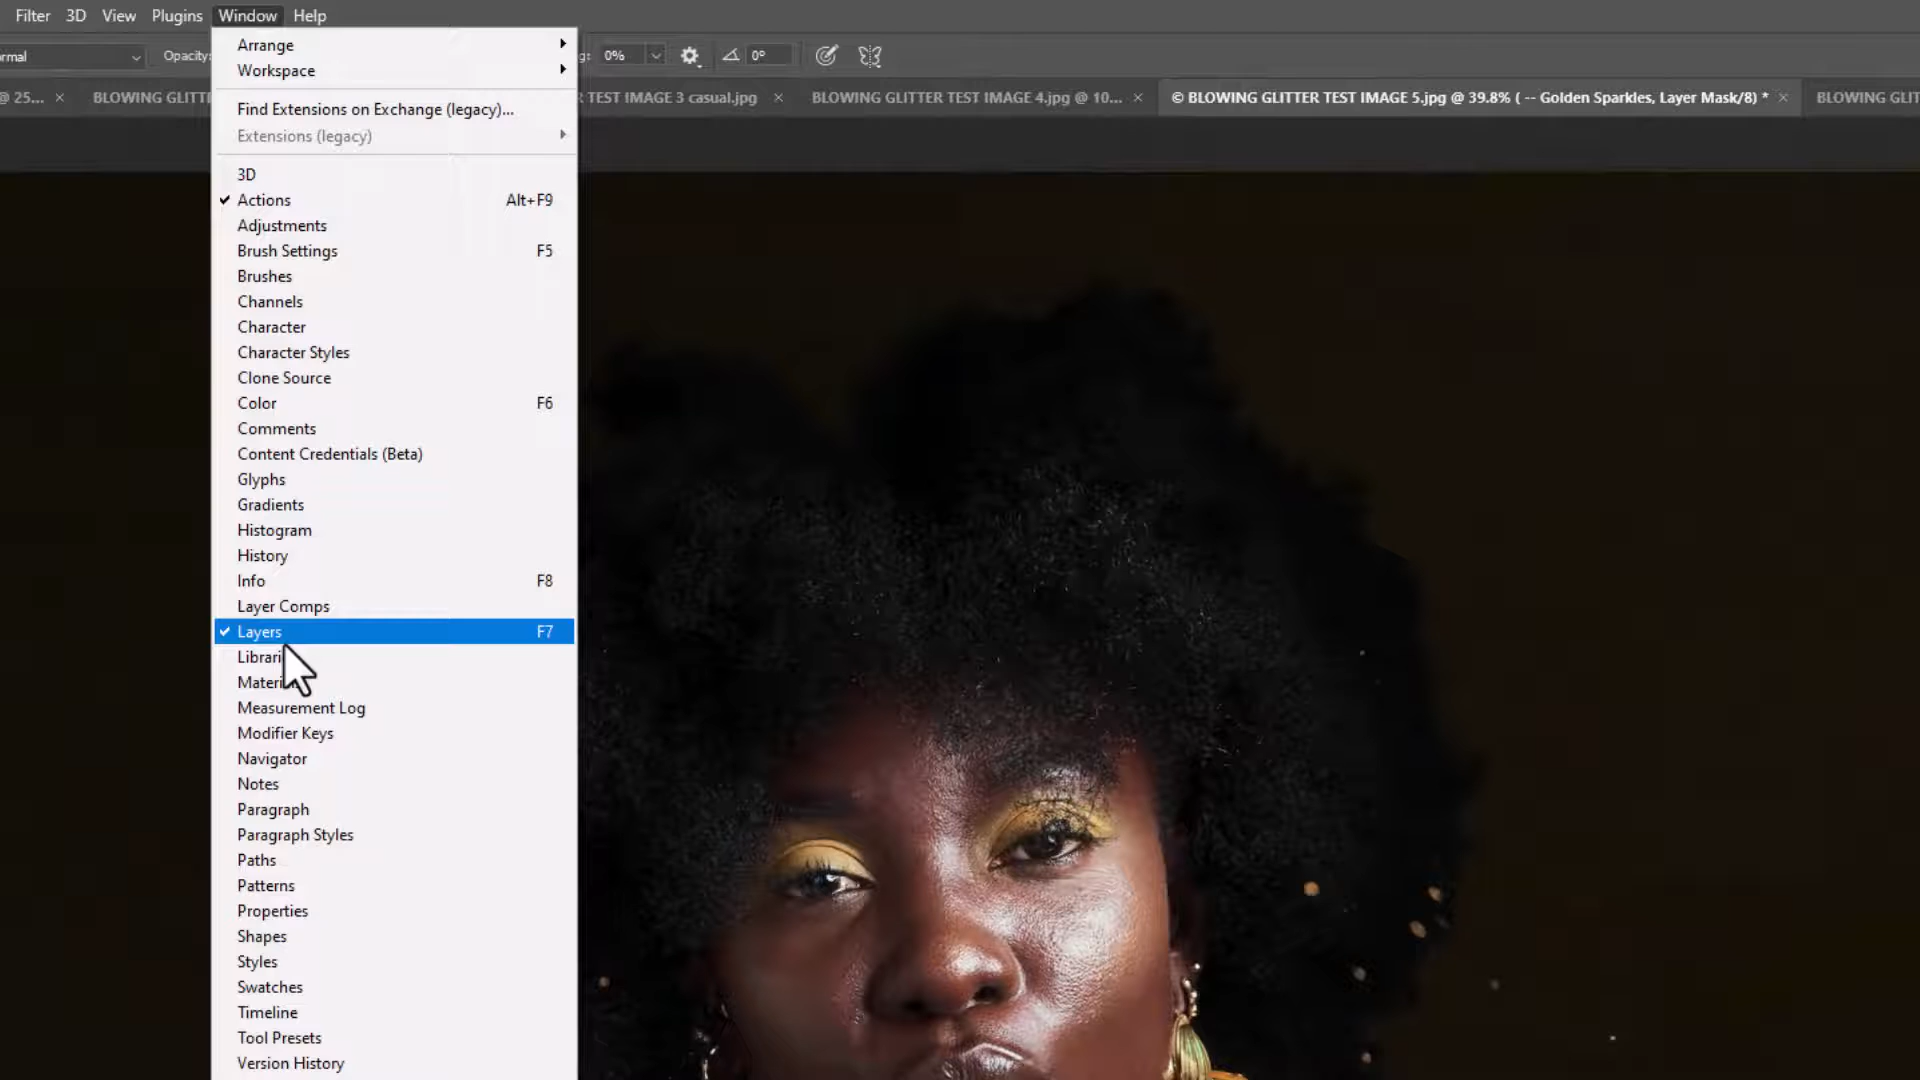 Filter 3D View Plugins Window Help
rmal Opacity: g: 0% 0°
@ 25... × BLOWING GLITT R TEST IMAGE 3 casual.jpg × BLOWING GLITTER TEST IMAGE 4.jpg @ 10... × © BLOWING GLITTER TEST IMAGE 5.jpg @ 39.8% ( -- Golden Sparkles, Layer Mask/8) * × BLOWING GLIT
Arrange
Workspace
Find Extensions on Exchange (legacy)...
Extensions (legacy)
3D
Actions Alt+F9
Adjustments
Brush Settings F5
Brushes
Channels
Character
Character Styles
Clone Source
Color F6
Comments
Content Credentials (Beta)
Glyphs
Gradients
Histogram
History
Info F8
Layer Comps
Layers F7
Librari
Materi
Measurement Log
Modifier Keys
Navigator
Notes
Paragraph
Paragraph Styles
Paths
Patterns
Properties
Shapes
Styles
Swatches
Timeline
Tool Presets
Version History